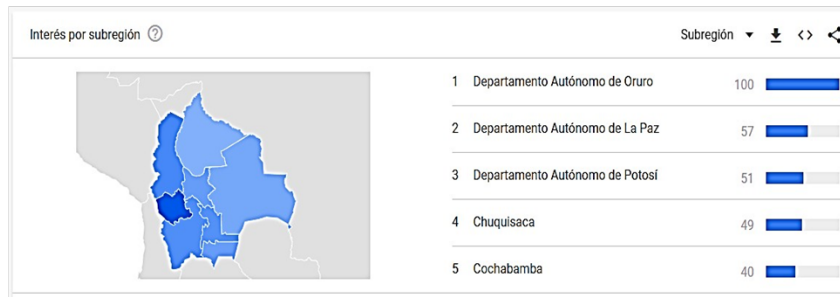 Interés por subregión ?
Subregión
1 Departamento Autónomo de Oruro 100
2 Departamento Autónomo de La Paz 57
3 Departamento Autónomo de Potosí 51
4 Chuquisaca 49
5 Cochabamba 40